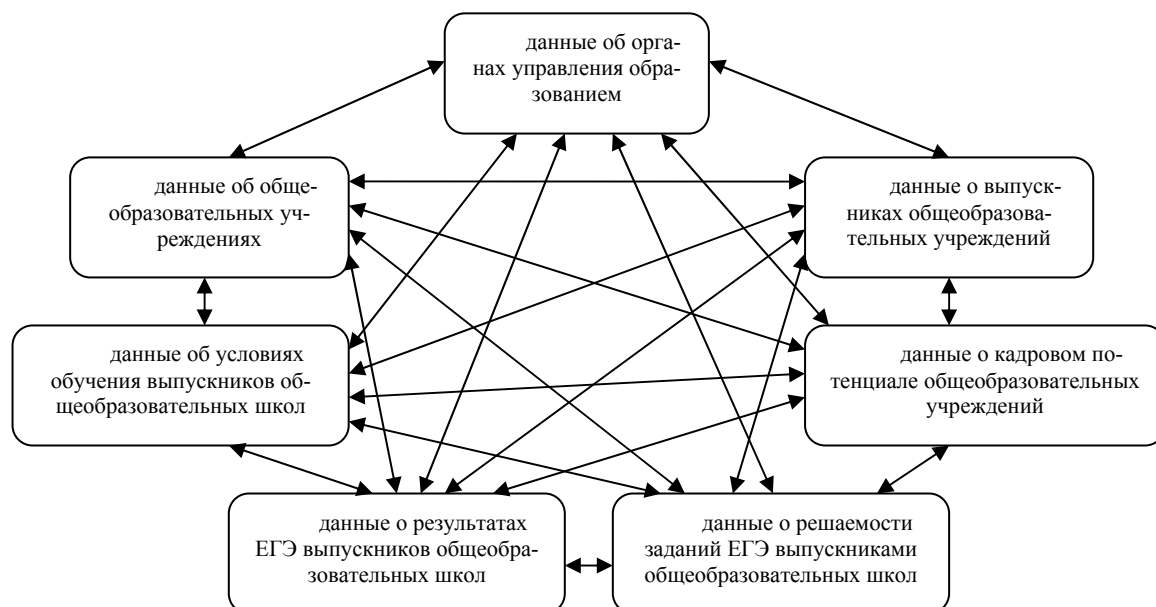 данные об орга-
нах управления обра-
зованием
данные об обще-
образовательных уч-
реждениях
данные о выпуск-
никах общеобразова-
тельных учреждений
данные об условиях
обучения выпускников об-
щеобразовательных школ
данные о кадровом по-
тенциале общеобразовательных
учреждений
данные о результатах
ЕГЭ выпускников общеобра-
зовательных школ
данные о решаемости
заданий ЕГЭ выпускниками
общеобразовательных школ